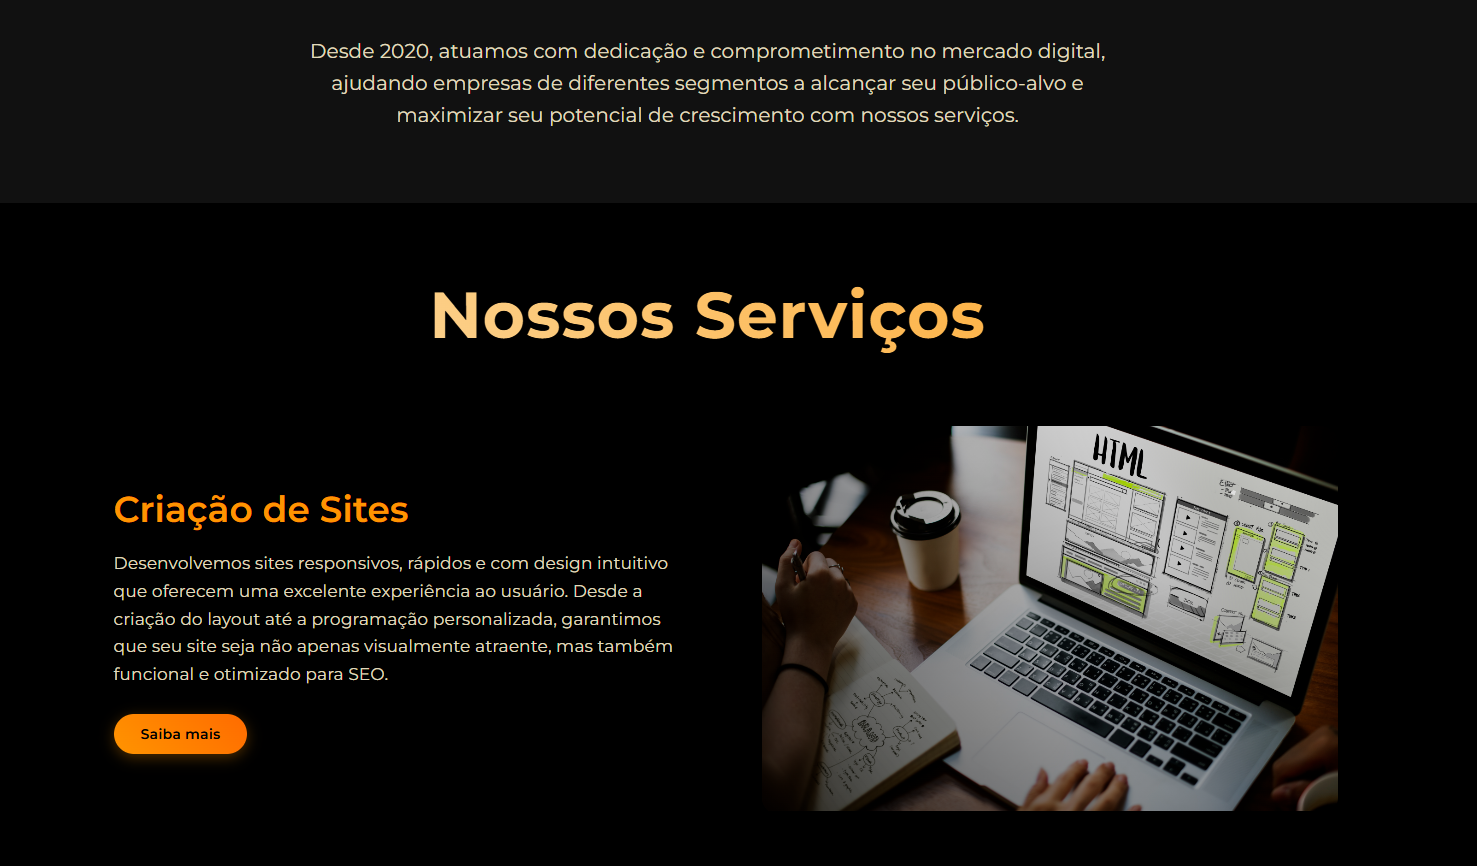 Desde 2020, atuamos com dedicação e comprometimento no mercado digital,
ajudando empresas de diferentes segmentos a alcançar seu público-alvo e
maximizar seu potencial de crescimento com nossos serviços.
Nossos Serviços
Criação de Sites
Desenvolvemos sites responsivos, rápidos e com design intuitivo
que oferecem uma excelente experiência ao usuário. Desde a
criação do layout até a programação personalizada, garantimos
que seu site seja não apenas visualmente atraente, mas também
funcional e otimizado para SEO.
Saiba mais
HTML
BRAND